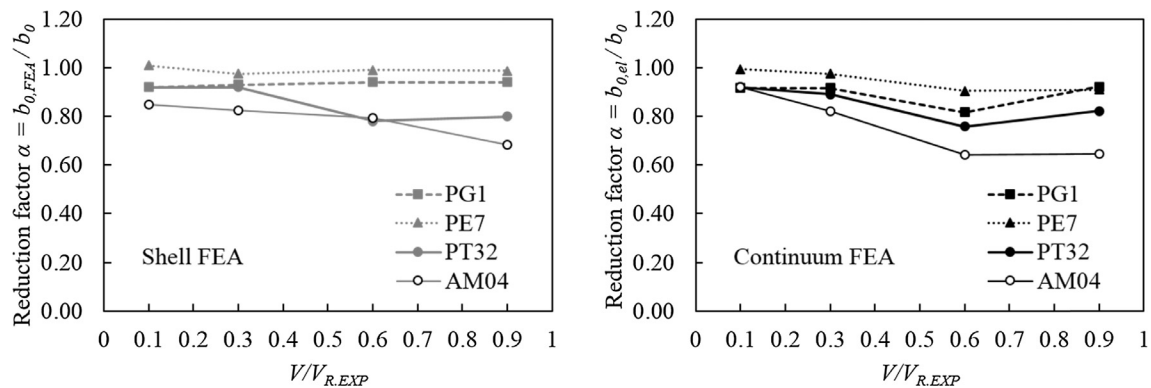 Reduction factor α = b0,FEA / b0
1.20
1.00
0.80
0.60
0.40
0.20
0.00
PG1
PE7
PT32
AM04
Shell FEA
0 0.1 0.2 0.3 0.4 0.5 0.6 0.7 0.8 0.9 1
V/VR.EXP
Reduction factor α = b0,el / b0
1.20
1.00
0.80
0.60
0.40
0.20
0.00
PG1
PE7
PT32
AM04
Continuum FEA
0 0.1 0.2 0.3 0.4 0.5 0.6 0.7 0.8 0.9 1
V/VR.EXP